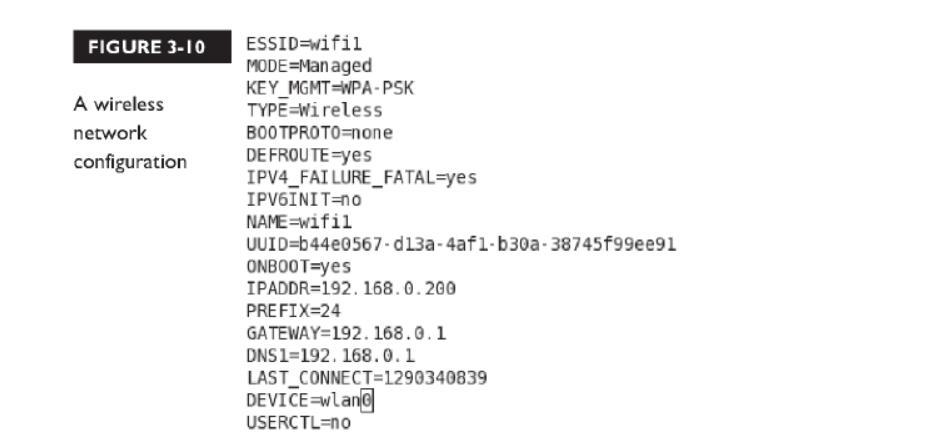 FIGURE 3-10
A wireless
network
configuration
ESSID=wifi1
MODE=Managed
KEY_MGMT=WPA-PSK
TYPE=Wireless
BOOTPROTO=none
DEFROUTE=yes
IPV4_FAILURE_FATAL=yes
IPV6INIT=no
NAME=wifi1
UUID=b44e0567-d13a-4af1-b30a-38745f99ee91
ONBOOT=yes
IPADDR=192.168.0.200
PREFIX=24
GATEWAY=192.168.0.1
DNS1=192.168.0.1
LAST_CONNECT=1290340839
DEVICE=wlan0
USERCTL=no